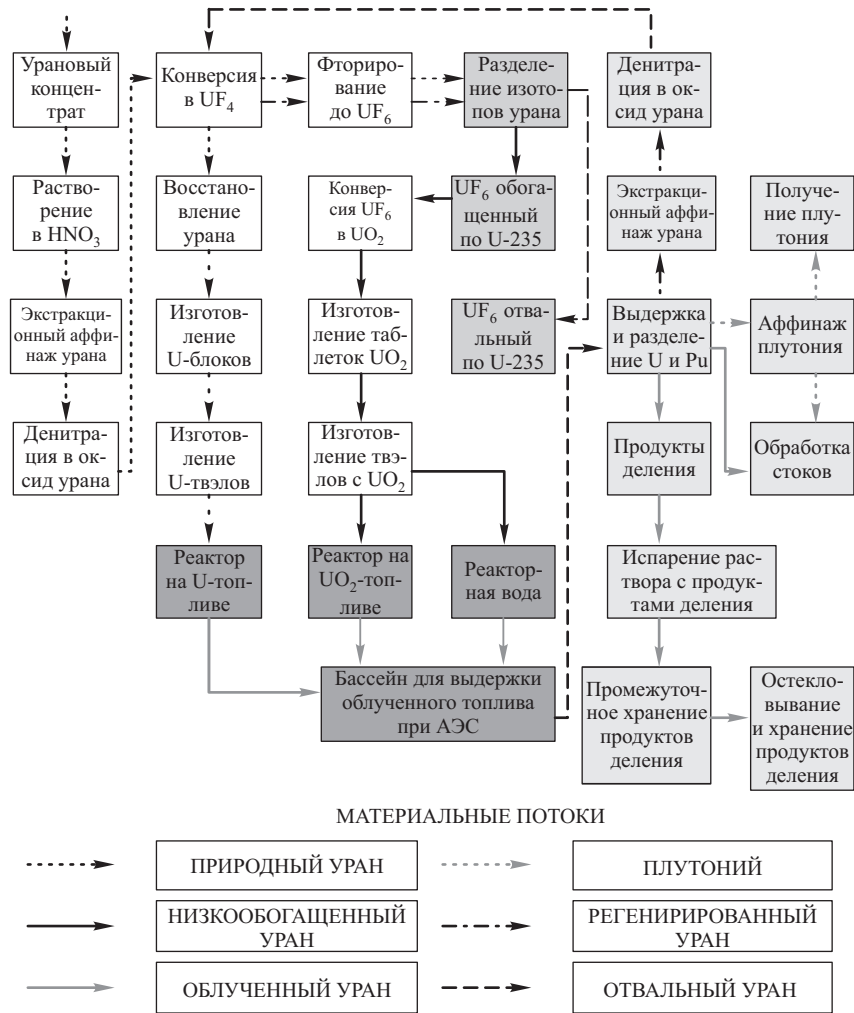 Урановый
концен-
трат
Конверсия
в UF₄
Фториро-
вание
до UF₆
Разделе-
ние изото-
пов урана
Денитра-
ция в ок-
сид урана
Раство-
рение
в HNO₃
Восстано-
вление
урана
Конвер-
сия UF₆
в UO₂
UF₆ обога-
щенный
по U-235
Экстракци-
онный аффи-
наж урана
Получе-
ние плу-
тония
Экстракци-
онный аффи-
наж урана
Изготов-
ление
U-блоков
Изготов-
ление таб-
леток UO₂
UF₆ отва-
льный
по U-235
Выдержка
и разделе-
ние U и Pu
Аффинаж
плутония
Денитра-
ция в ок-
сид урана
Изготов-
ление
U-твэлов
Изготов-
ление твэ-
лов с UO₂
Продукты
деления
Обработка
стоков
Реактор
на U-топ-
ливе
Реактор на
UO₂-топ-
ливе
Реактор-
ная вода
Испарение рас-
твора с продук-
тами деления
Бассейн для выдержки
облученного топлива
при АЭС
Промежуточ-
ное хранение
продуктов
деления
Остекло-
вывание
и хранение
продуктов
деления
МАТЕРИАЛЬНЫЕ ПОТОКИ
ПРИРОДНЫЙ УРАН
ПЛУТОНИЙ
НИЗКООБОГАЩЕННЫЙ
УРАН
РЕГЕНИРИРОВАННЫЙ
УРАН
ОБЛУЧЕННЫЙ УРАН
ОТВАЛЬНЫЙ УРАН